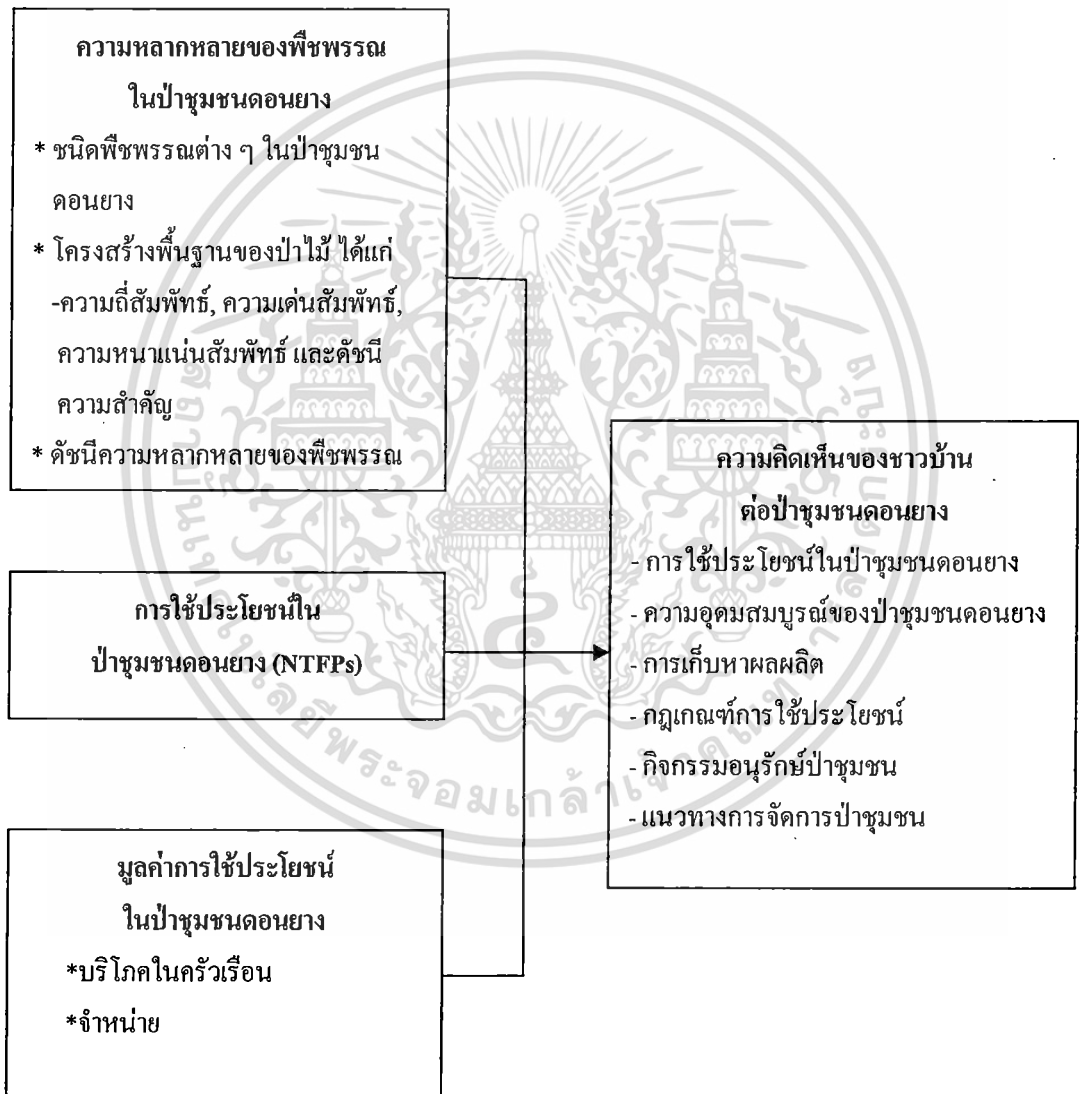 ความหลากหลายของพืชพรรณ
ในป่าชุมชนดอนยาง
* ชนิดพืชพรรณต่าง ๆ ในป่าชุมชน
ดอนยาง
* โครงสร้างพื้นฐานของป่าไม้ ได้แก่
-ความถี่สัมพัทธ์, ความเด่นสัมพัทธ์,
ความหนาแน่นสัมพัทธ์ และดัชนี
ความสำคัญ
* ดัชนีความหลากหลายของพืชพรรณ
การใช้ประโยชน์ใน
ป่าชุมชนดอนยาง (NTFPs)
มูลค่าการใช้ประโยชน์
ในป่าชุมชนดอนยาง
*บริโภคในครัวเรือน
*จำหน่าย
ความคิดเห็นของชาวบ้าน
ต่อป่าชุมชนดอนยาง
- การใช้ประโยชน์ในป่าชุมชนดอนยาง
- ความอุดมสมบูรณ์ของป่าชุมชนดอนยาง
- การเก็บหาผลผลิต
- กฎเกณฑ์การใช้ประโยชน์
- กิจกรรมอนุรักษ์ป่าชุมชน
- แนวทางการจัดการป่าชุมชน